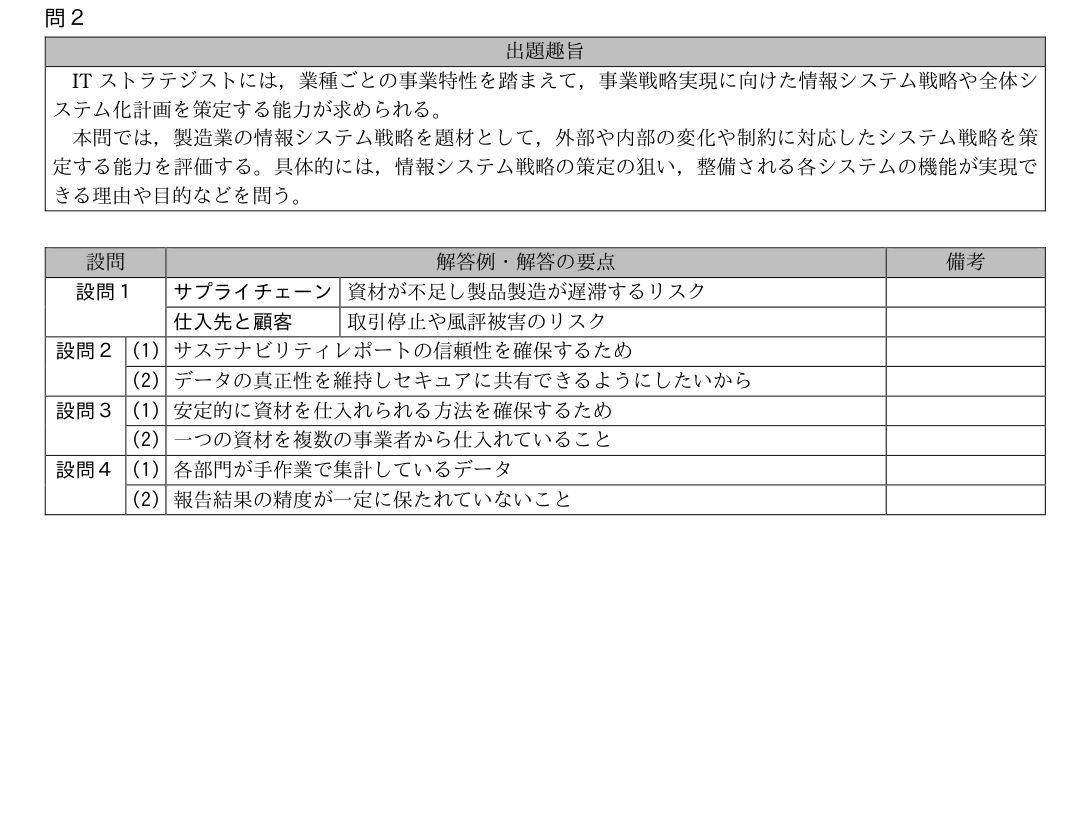 問２
出題趣旨
IT ストラテジストには，業種ごとの事業特性を踏まえて，事業戦略実現に向けた情報システム戦略や全体シ
ステム化計画を策定する能力が求められる。
本問では，製造業の情報システム戦略を題材として，外部や内部の変化や制約に対応したシステム戦略を策
定する能力を評価する。具体的には，情報システム戦略の策定の狙い，整備される各システムの機能が実現で
きる理由や目的などを問う。
設問 解答例・解答の要点 備考
設問１ サプライチェーン 資材が不足し製品製造が遅滞するリスク
仕入先と顧客 取引停止や風評被害のリスク
設問２ (1) サステナビリティレポートの信頼性を確保するため
(2) データの真正性を維持しセキュアに共有できるようにしたいから
設問３ (1) 安定的に資材を仕入れられる方法を確保するため
(2) 一つの資材を複数の事業者から仕入れていること
設問４ (1) 各部門が手作業で集計しているデータ
(2) 報告結果の精度が一定に保たれていないこと